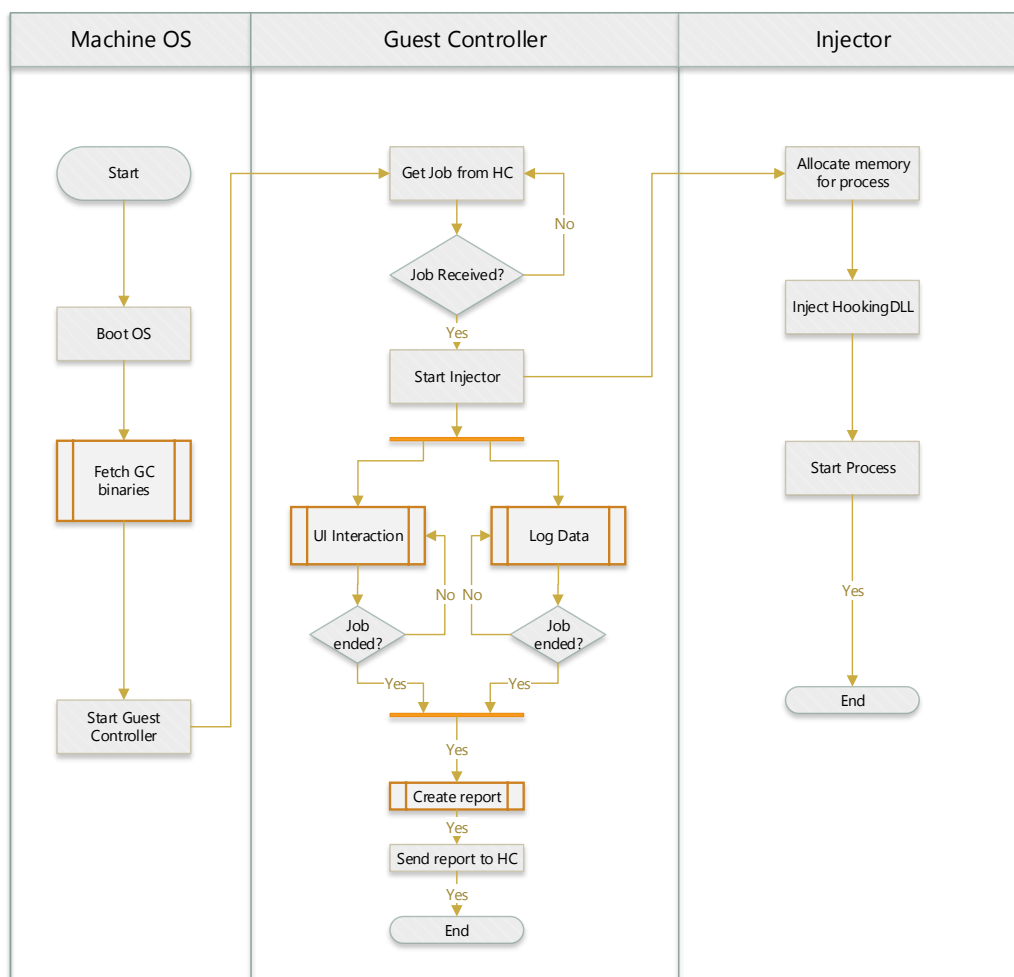 Machine OS
Guest Controller
Injector
Start
Get Job from HC
Allocate memory
for process
No
Job Received?
Inject HookingDLL
Boot OS
Yes
Start Injector
Fetch GC
binaries
Start Process
UI Interaction
Log Data
No
No
Yes
Job
ended?
Job
ended?
Yes
Yes
End
Start Guest
Controller
Yes
Create report
Yes
Send report to HC
Yes
End